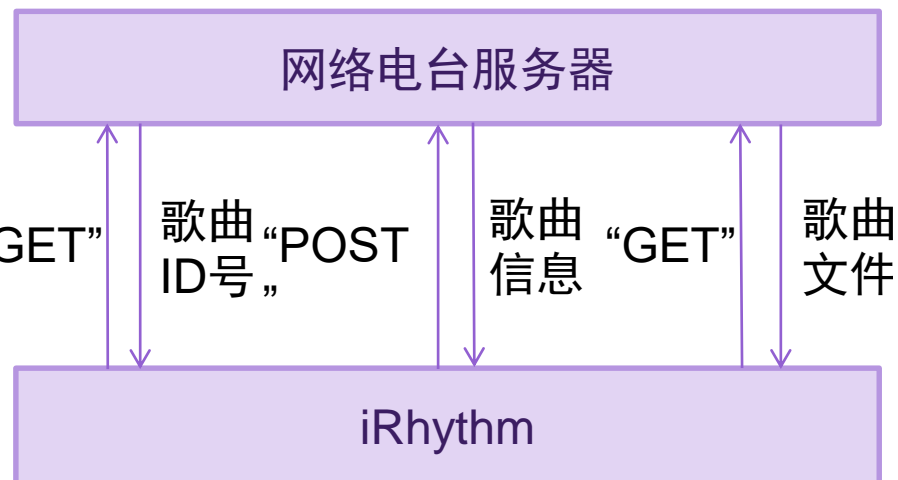 网络电台服务器
GET”
歌曲
ID号
“POST
”
歌曲
信息
“GET”
歌曲
文件
iRhythm